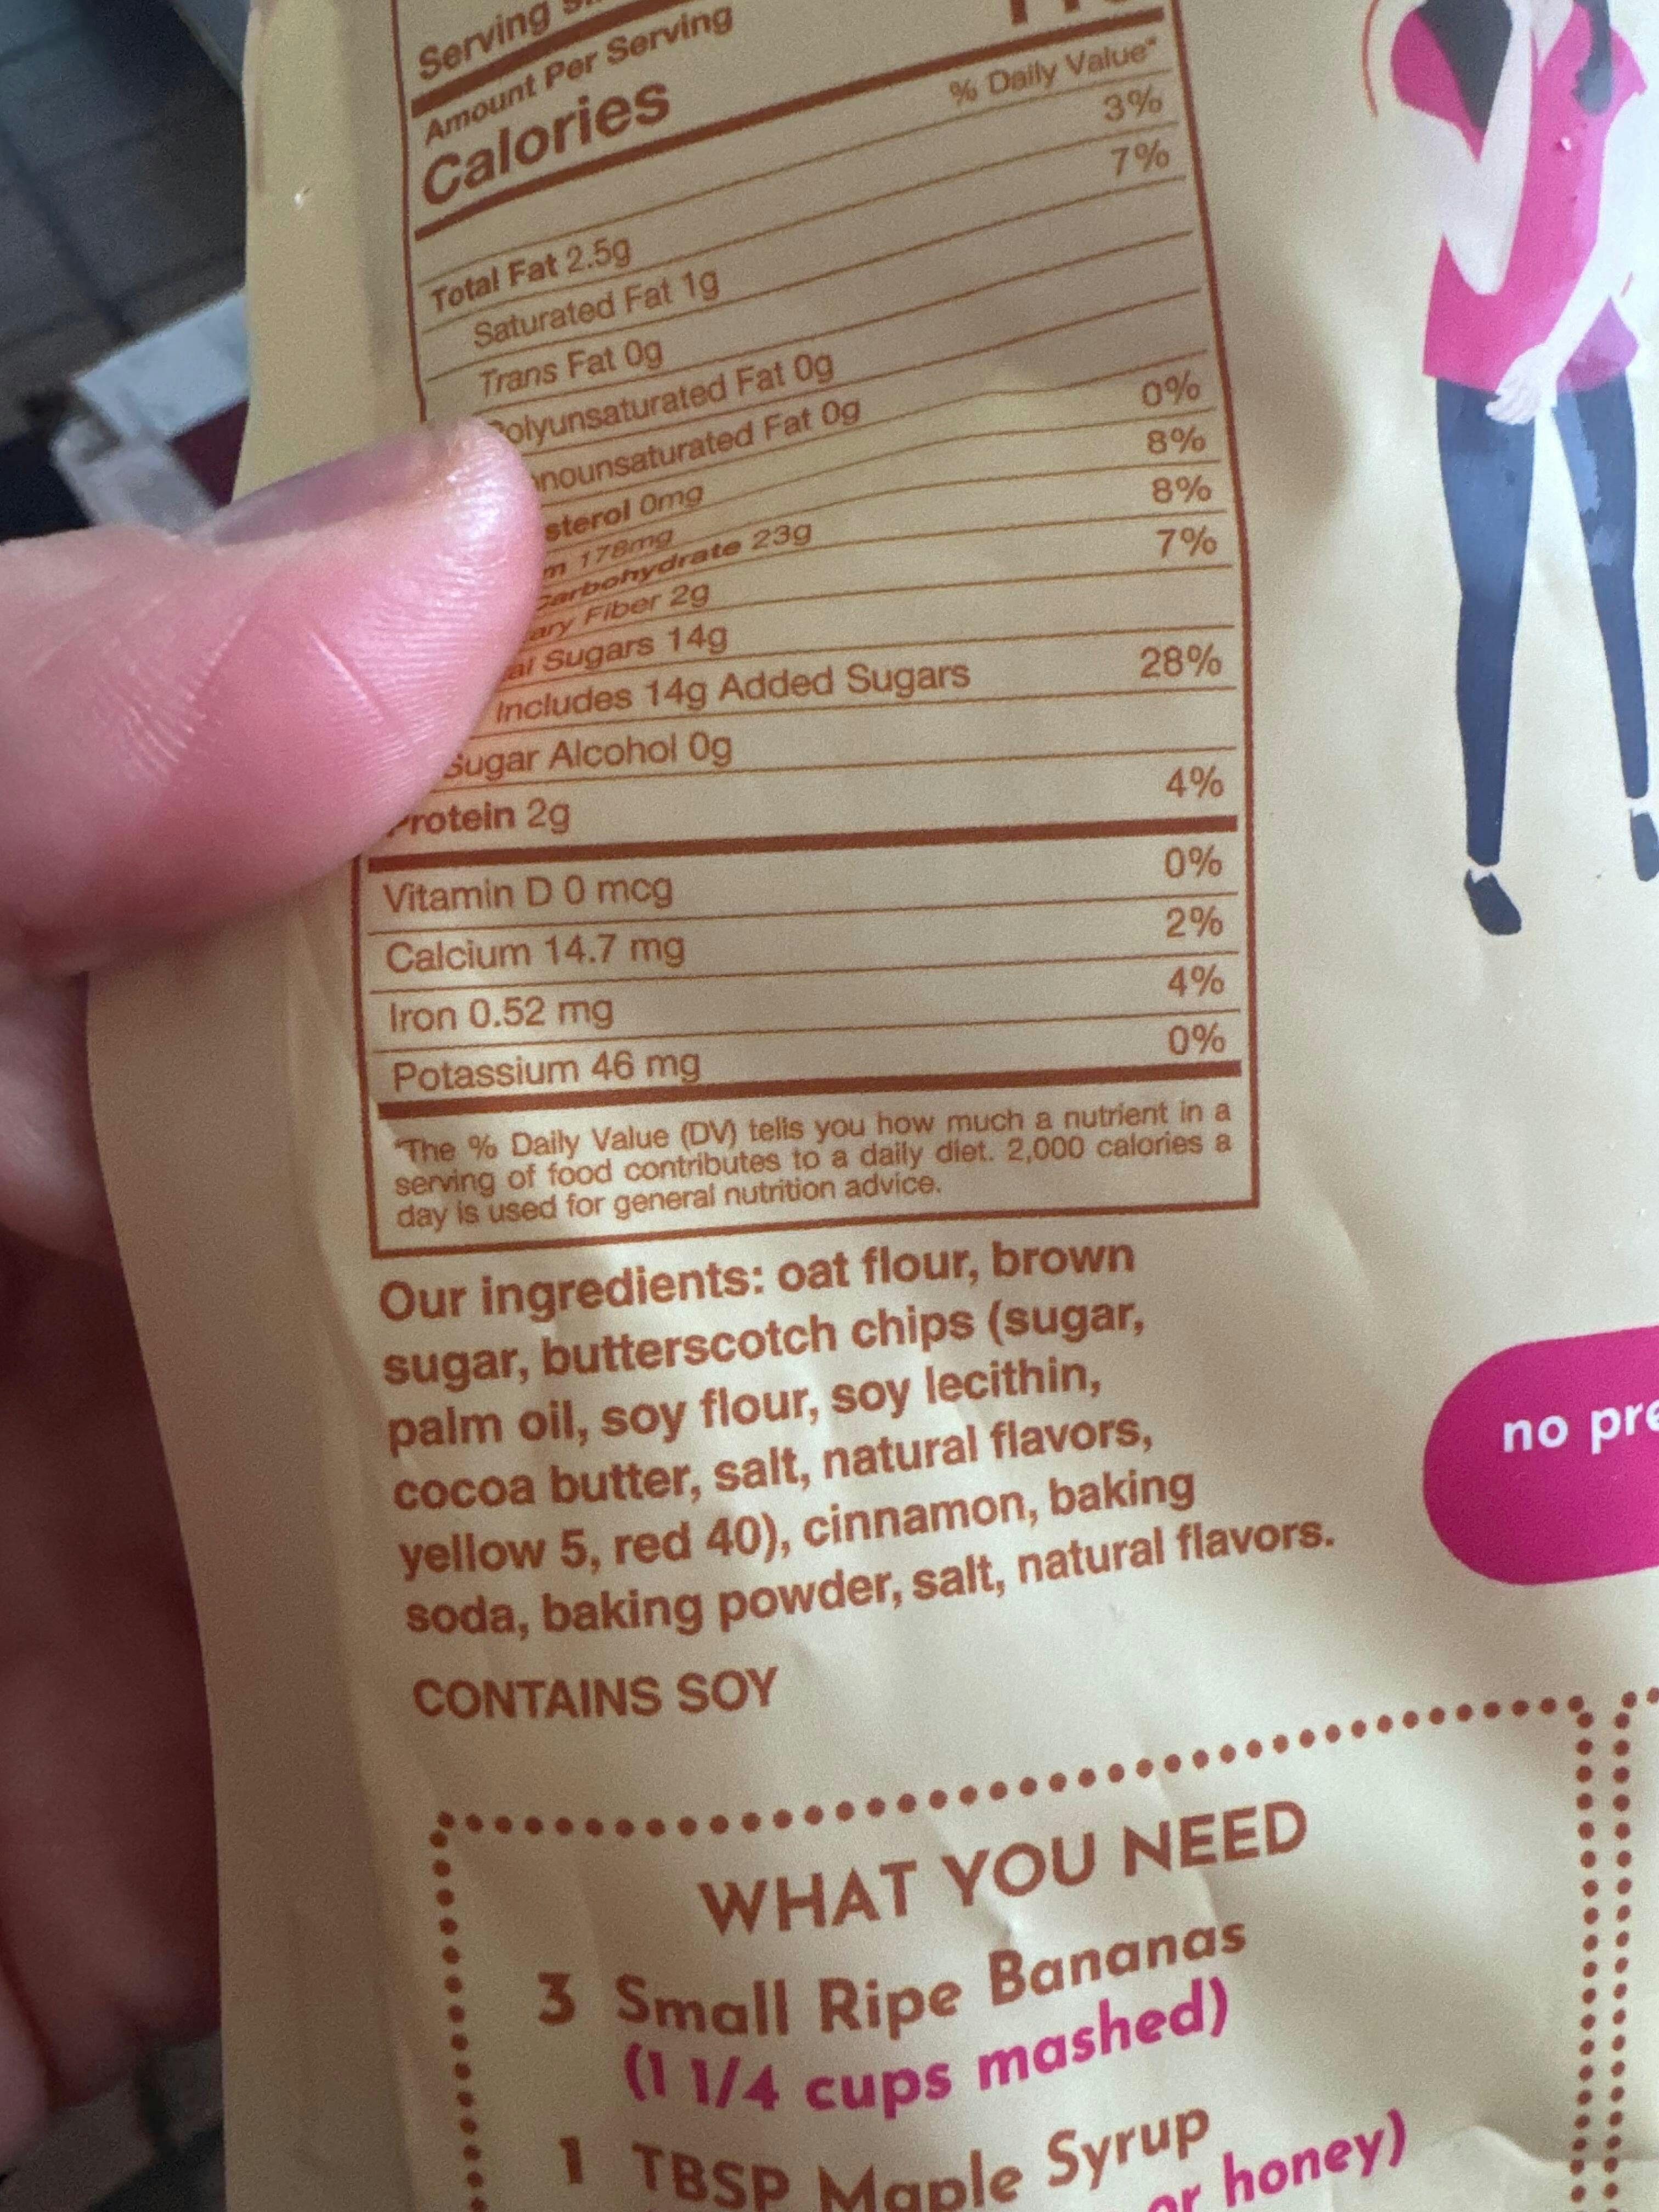 Serving
Amount Per Serving
Calories
% Daily Value*
Total Fat 2.5g 3%
Saturated Fat 1g 7%
Trans Fat 0g
Polyunsaturated Fat 0g
onounsaturated Fat 0g
sterol 0mg 0%
m 178mg 8%
Carbohydrate 23g 8%
ary Fiber 2g 7%
al Sugars 14g
Includes 14g Added Sugars 28%
Sugar Alcohol 0g
Protein 2g 4%
Vitamin D 0 mcg 0%
Calcium 14.7 mg 2%
Iron 0.52 mg 4%
Potassium 46 mg 0%
*The % Daily Value (DV) tells you how much a nutrient in a
serving of food contributes to a daily diet. 2,000 calories a
day is used for general nutrition advice.
Our ingredients: oat flour, brown
sugar, butterscotch chips (sugar,
palm oil, soy flour, soy lecithin,
cocoa butter, salt, natural flavors,
yellow 5, red 40), cinnamon, baking
soda, baking powder, salt, natural flavors.
CONTAINS SOY
no pre
WHAT YOU NEED
3 Small Ripe Bananas
(1 1/4 cups mashed)
1 TBSP Maple Syrup
or honey)